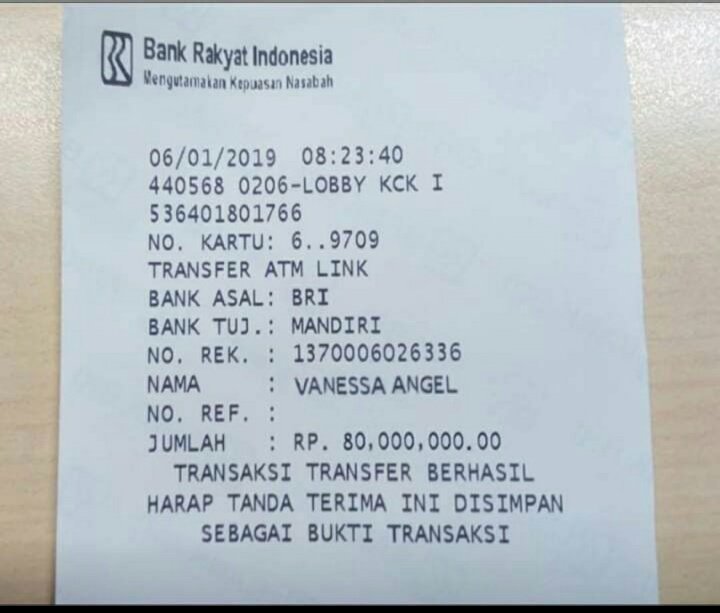 Bank Rakyat Indonesia
Mengutamakan Kepuasan Nasabah
06/01/2019 08:23:40
440568 0206-LOBBY KCK I
536401801766
NO. KARTU: 6..9709
TRANSFER ATM LINK
BANK ASAL: BRI
BANK TUJ.: MANDIRI
NO. REK. : 1370006026336
NAMA : VANESSA ANGEL
NO. REF. :
JUMLAH : RP. 80,000,000.00
TRANSAKSI TRANSFER BERHASIL
HARAP TANDA TERIMA INI DISIMPAN
SEBAGAI BUKTI TRANSAKSI